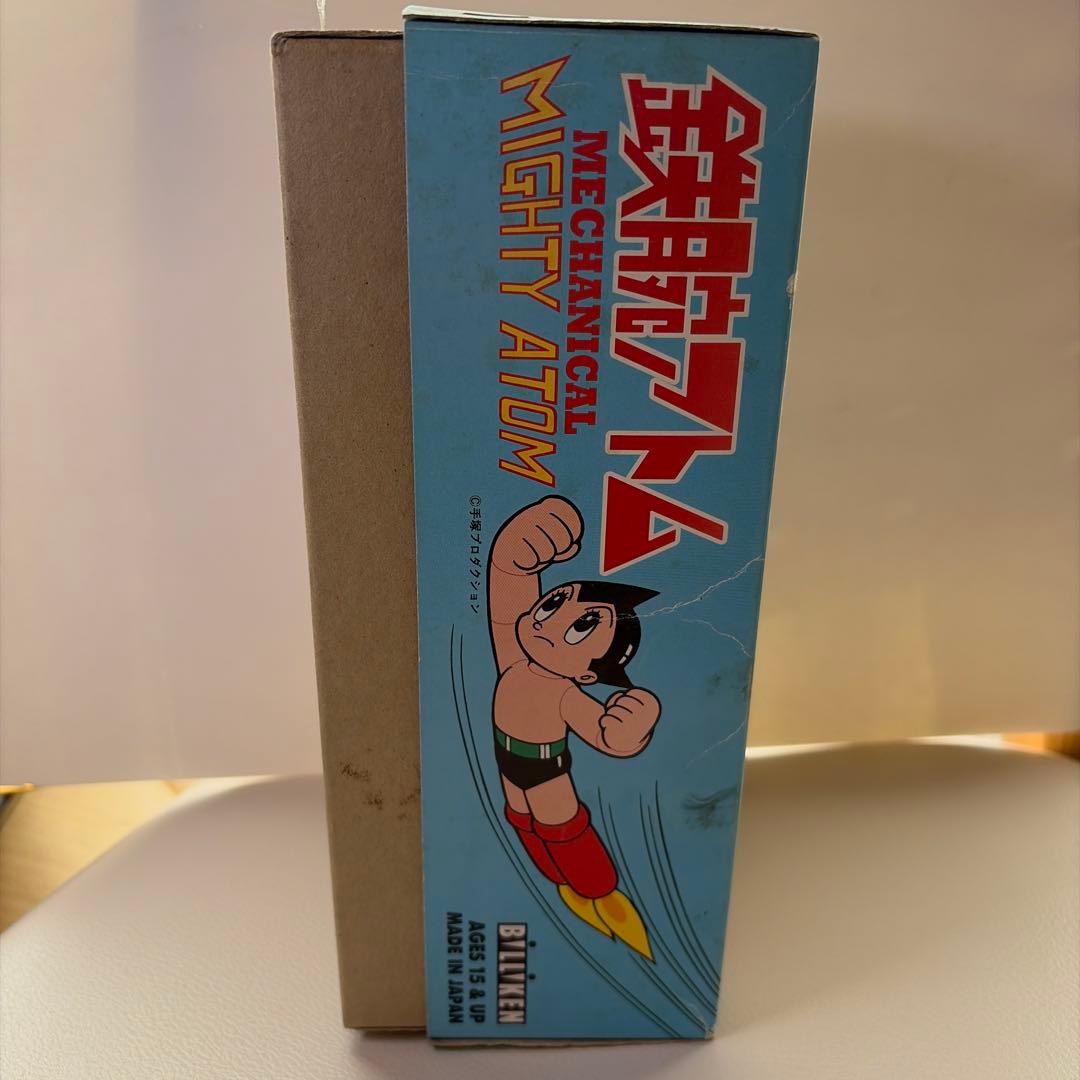 鉄腕アトム
MECHANICAL
MIGHTY ATOM
©手塚プロダクション
BILLIKEN
AGES 15 & UP
MADE IN JAPAN